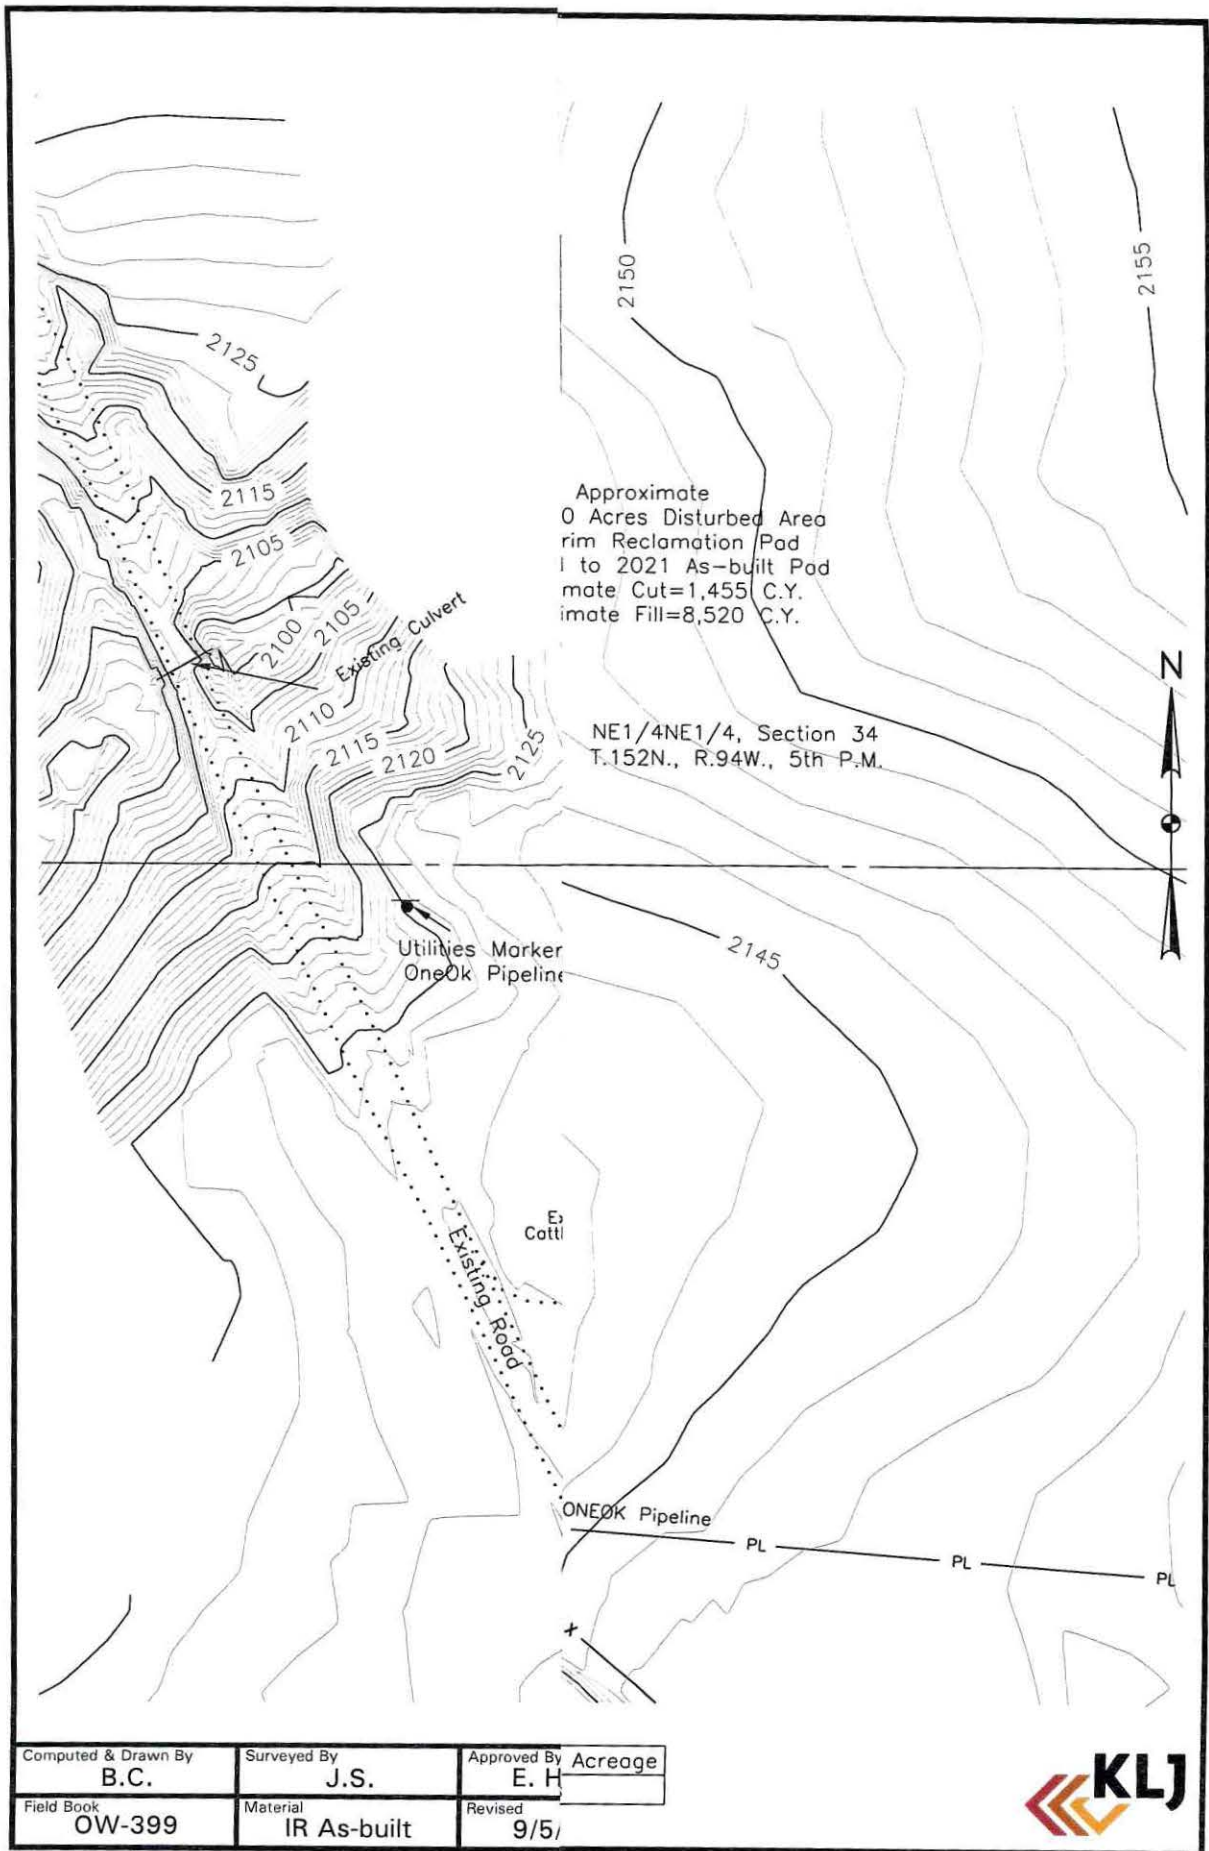 2150
2155
2125
2115
2105
2100
2105
Existing Culvert
2110
2115
2120
2125
Approximate
0 Acres Disturbed Area
rim Reclamation Pad
to 2021 As-built Pad
mate Cut=1,455 C.Y.
imate Fill=8,520 C.Y.
N
NE1/4NE1/4, Section 34
T.152N., R.94W., 5th P.M.
Utilities Marker
OneOk Pipeline
2145
Cattl
Existing Road
ONEOK Pipeline
PL PL PL
x
Computed & Drawn By
B.C.
Surveyed By
J.S.
Approved By
E. H
Acreage
Field Book
OW-399
Material
IR As-built
Revised
9/5/
KLJ